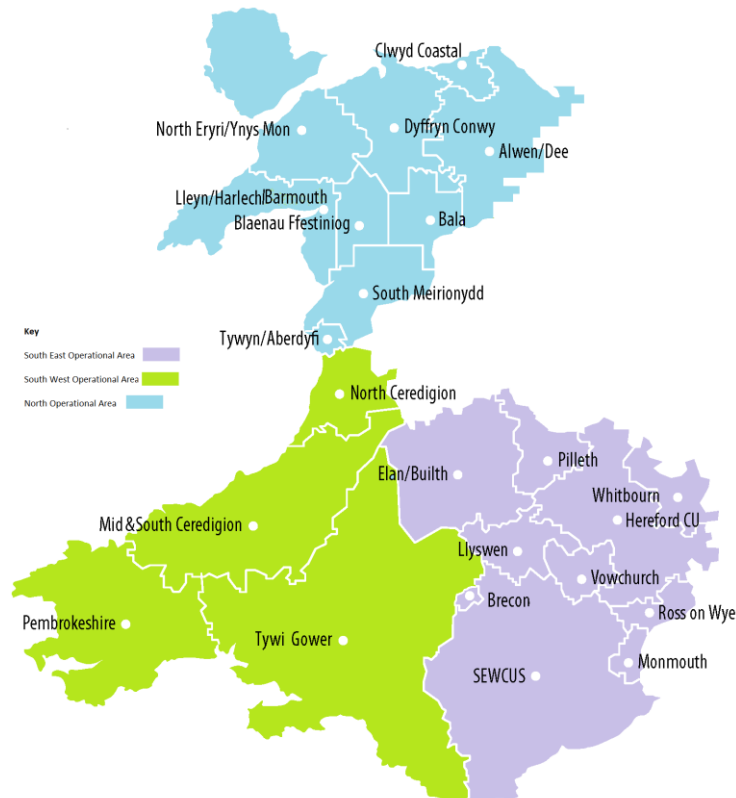 Clwyd Coastal
North Eryri/Ynys Mon
Dyffryn Conwy
Alwen/Dee
Lleyn/Harlech/Barmouth
Blaenau Ffestiniog
Bala
South Meirionydd
Key
South East Operational Area
South West Operational Area
North Operational Area
Tywyn/Aberdyfi
North Ceredigion
Elan/Builth
Pilleth
Whitbourn
Hereford CU
Mid &South Ceredigion
Llyswen
Vowchurch
Brecon
Ross on Wye
Pembrokeshire
Tywi Gower
Monmouth
SEWCUS